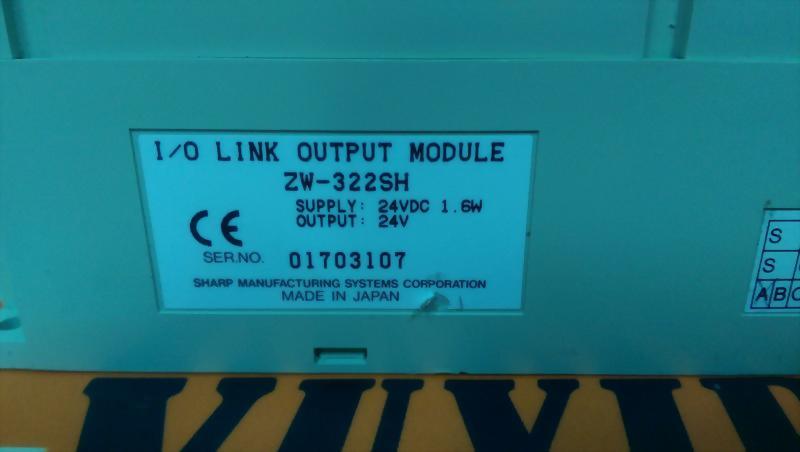 I/O LINK OUTPUT MODULE
ZW-322SH
SUPPLY: 24VDC 1.6W
OUTPUT: 24V
CE
SER.NO. 01703107
SHARP MANUFACTURING SYSTEMS CORPORATION
MADE IN JAPAN
S
S
A B